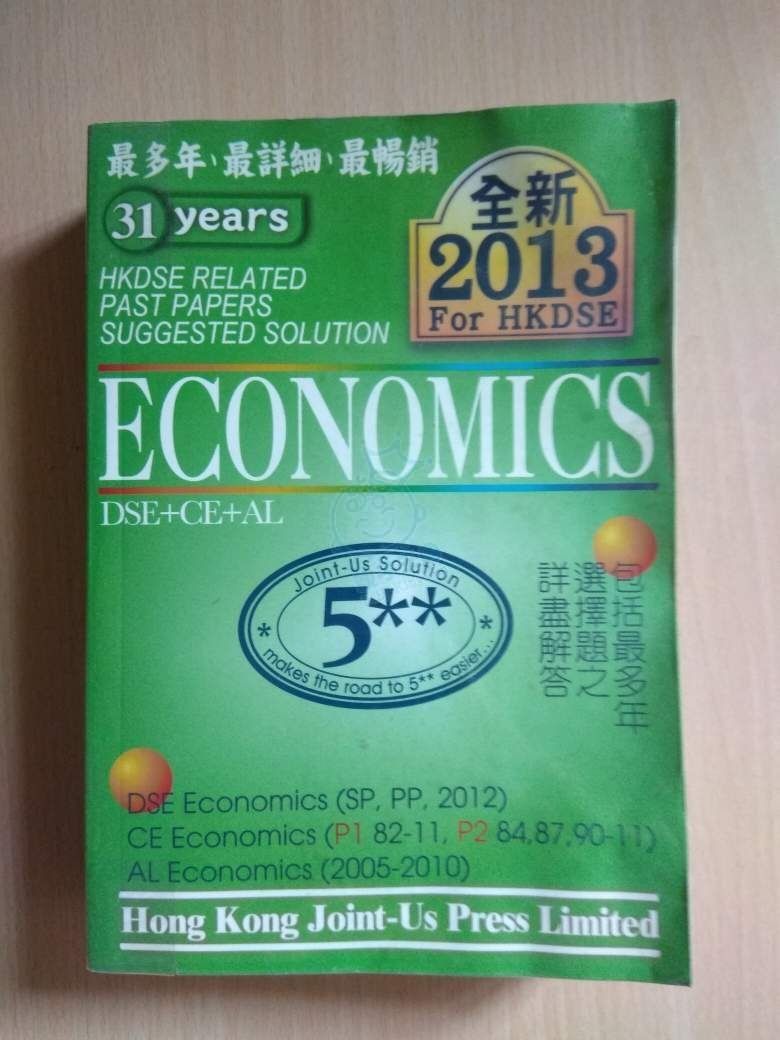 最多年、最詳細、最暢銷
31 years
HKDSE RELATED
PAST PAPERS
SUGGESTED SOLUTION
全新
2013
For HKDSE
ECONOMICS
DSE+CE+AL
Joint-Us Solution
* 5** *
makes the road to 5** easier...
包括最多年
選擇題之
詳盡解答
DSE Economics (SP, PP, 2012)
CE Economics (P1 82-11, P2 84,87,90-11)
AL Economics (2005-2010)
Hong Kong Joint-Us Press Limited